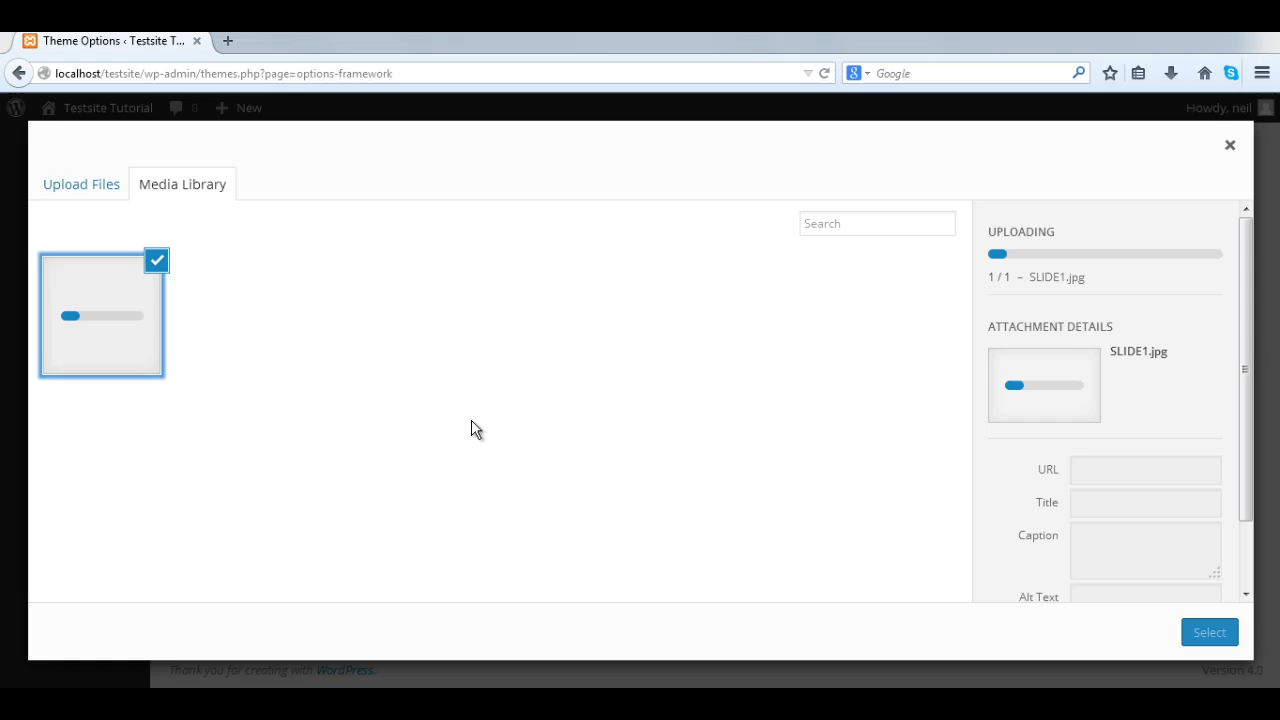 Theme Options ‹ Testsite T...
localhost/testsite/wp-admin/themes.php?page=options-framework
Google
Testsite Tutorial 0 New Howdy, neil
Upload Files Media Library
Search
UPLOADING
1 / 1 – SLIDE1.jpg
ATTACHMENT DETAILS
SLIDE1.jpg
URL
Title
Caption
Alt Text
Select
Thank you for creating with WordPress. Version 4.0